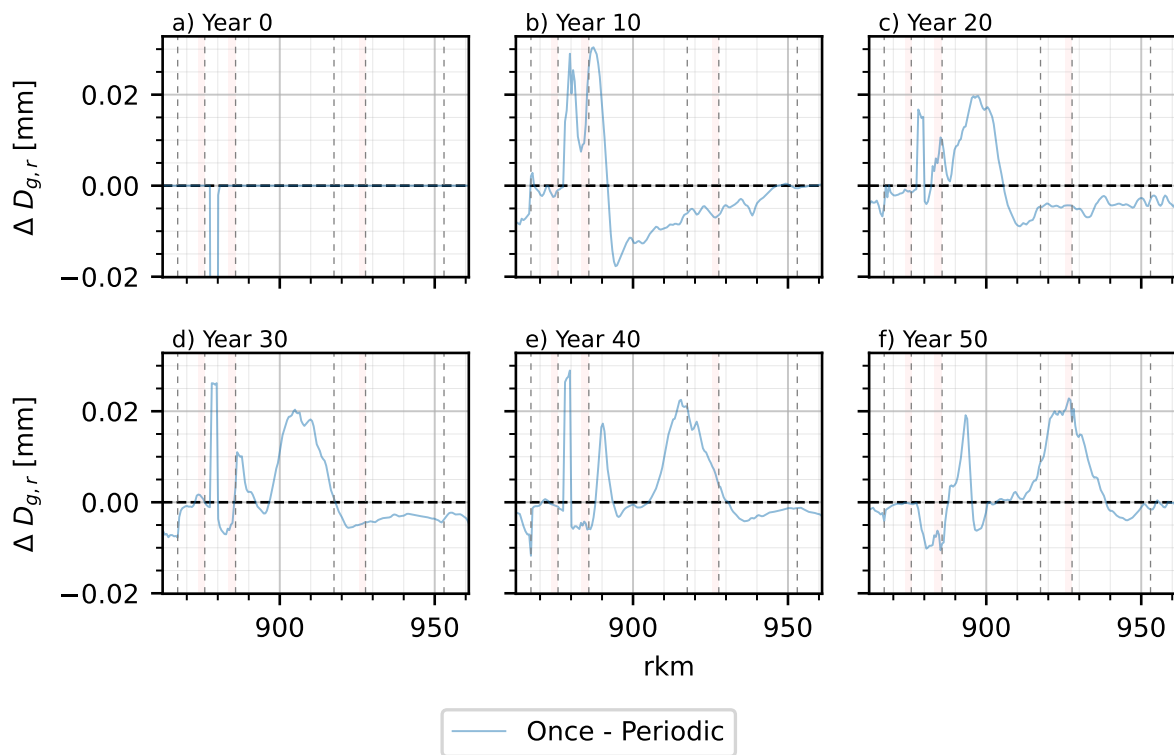 a) Year 0
b) Year 10
c) Year 20
Δ D_{g,r} [mm]
0.02
0.00
−0.02
d) Year 30
e) Year 40
f) Year 50
Δ D_{g,r} [mm]
0.02
0.00
−0.02
900 950 900 950 900 950
rkm
Once - Periodic